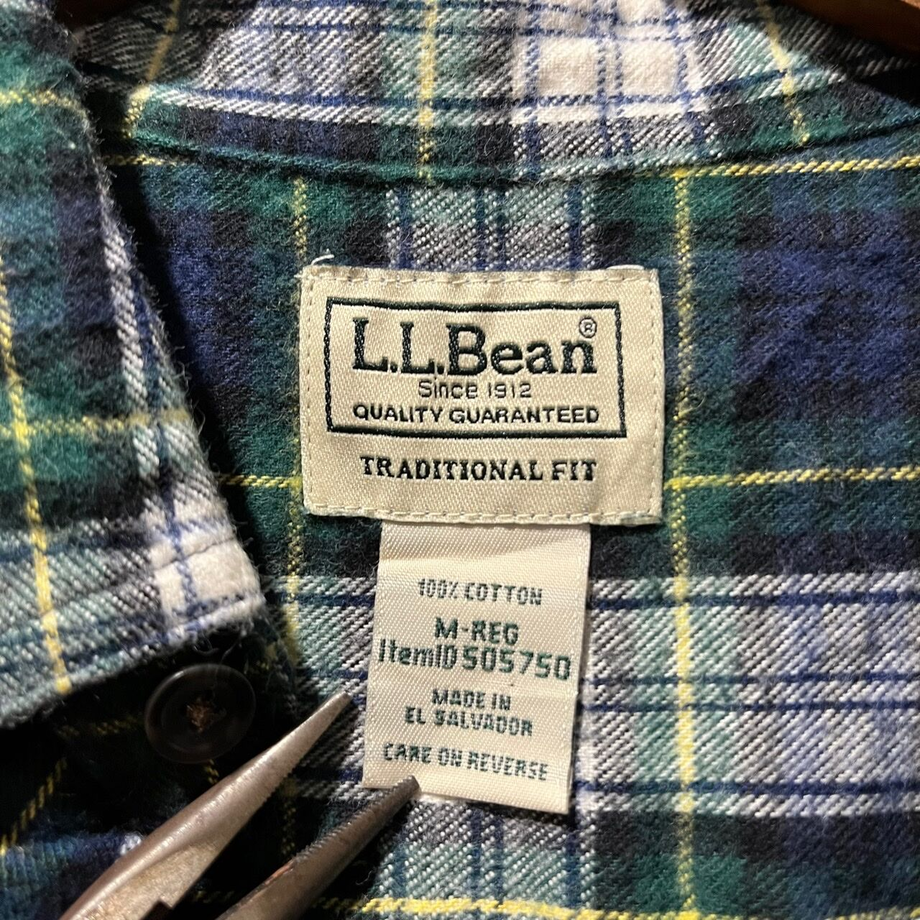 L.L.Bean®
Since 1912
QUALITY GUARANTEED
TRADITIONAL FIT
100% COTTON
M-REG
ItemID 505750
MADE IN
EL SALVADOR
CARE ON REVERSE